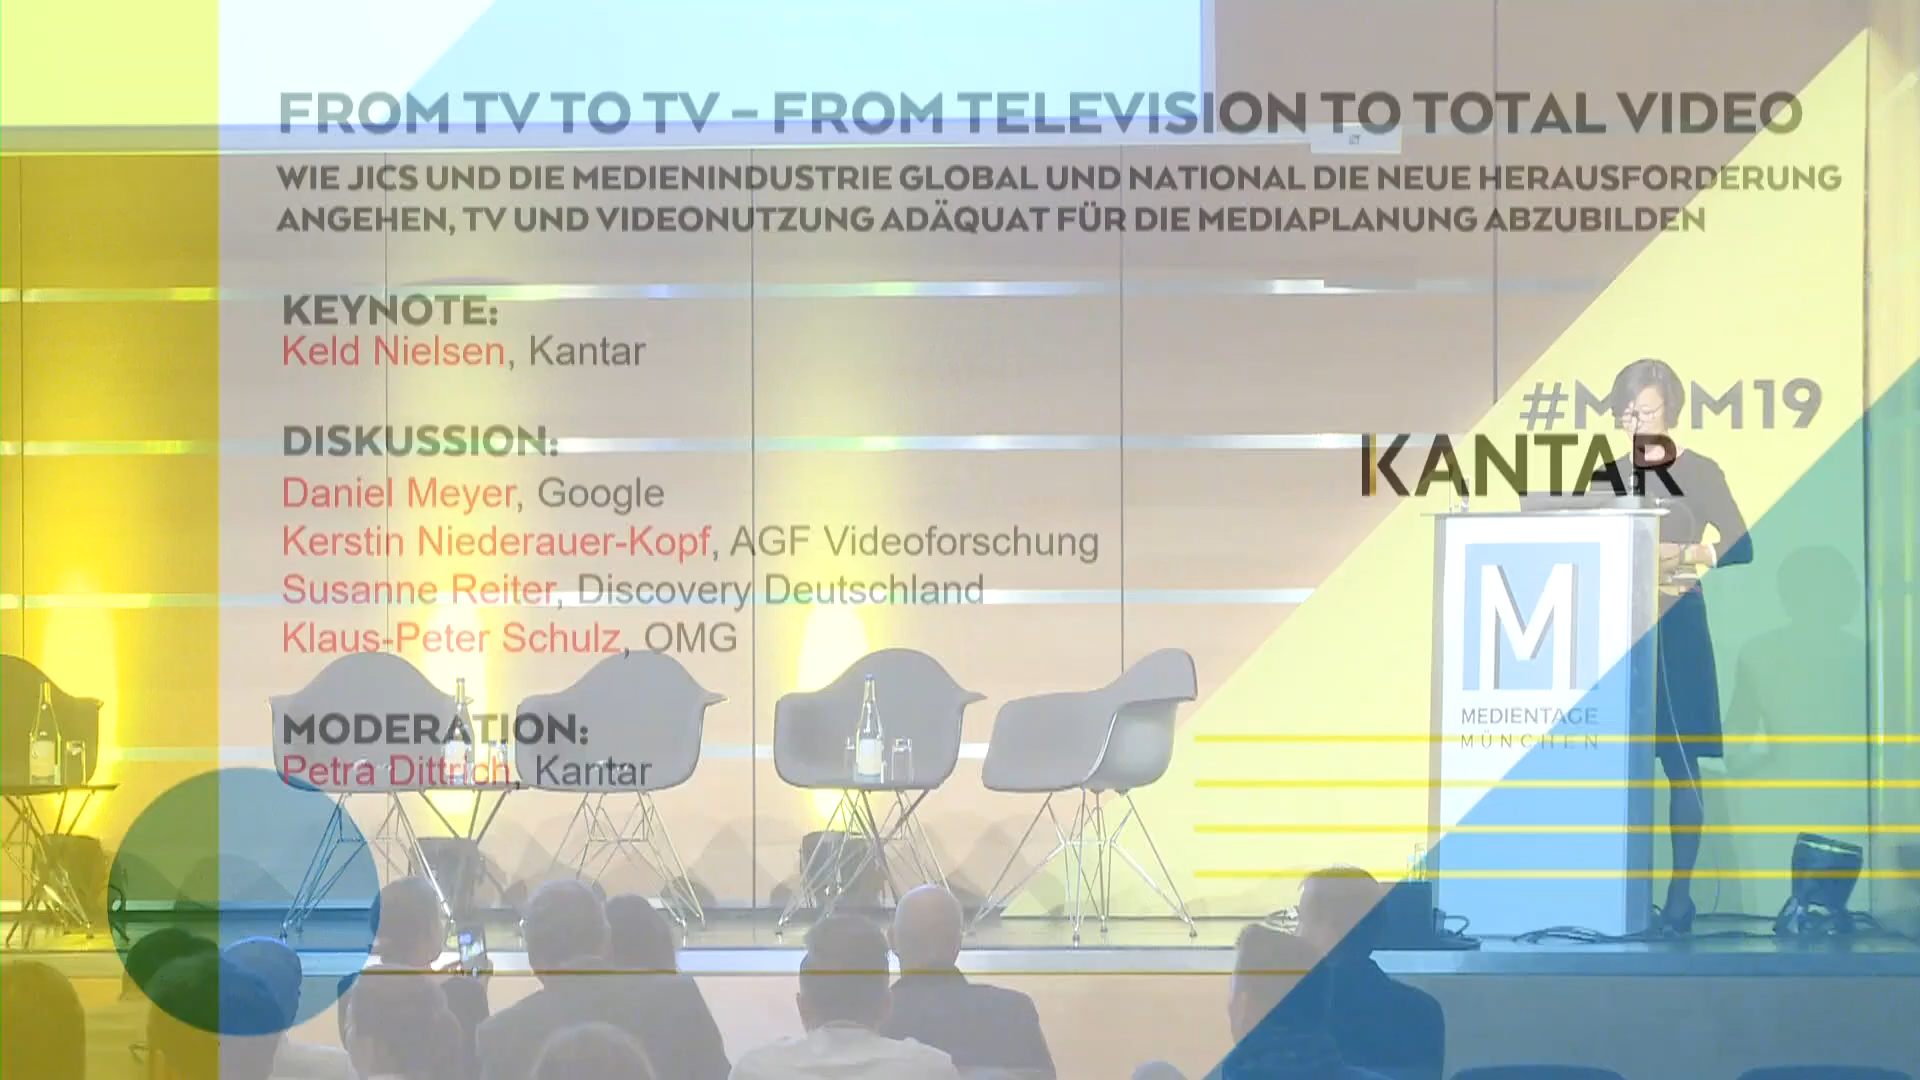 FROM TV TO TV – FROM TELEVISION TO TOTAL VIDEO
WIE JICS UND DIE MEDIENINDUSTRIE GLOBAL UND NATIONAL DIE NEUE HERAUSFORDERUNG
ANGEHEN, TV UND VIDEONUTZUNG ADÄQUAT FÜR DIE MEDIAPLANUNG ABZUBILDEN
KEYNOTE:
Keld Nielsen, Kantar
DISKUSSION:
Daniel Meyer, Google
Kerstin Niederauer-Kopf, AGF Videoforschung
Susanne Reiter, Discovery Deutschland
Klaus-Peter Schulz, OMG
MODERATION:
Petra Dittrich, Kantar
#MTM19
KANTAR
M
MEDIENTAGE
MÜNCHEN